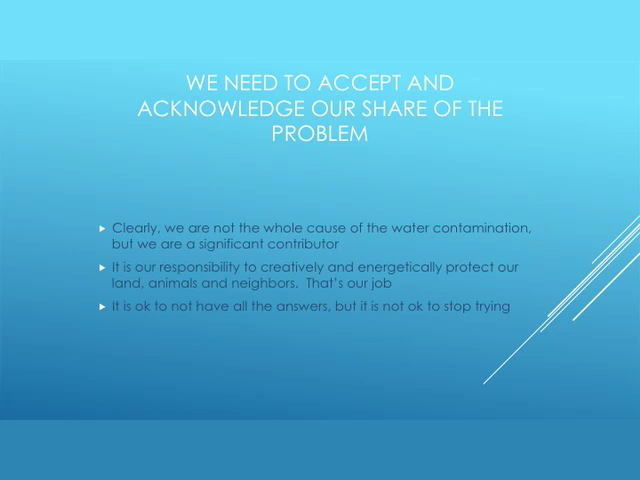 WE NEED TO ACCEPT AND
ACKNOWLEDGE OUR SHARE OF THE
PROBLEM
Clearly, we are not the whole cause of the water contamination,
but we are a significant contributor
It is our responsibility to creatively and energetically protect our
land, animals and neighbors.  That's our job
It is ok to not have all the answers, but it is not ok to stop trying